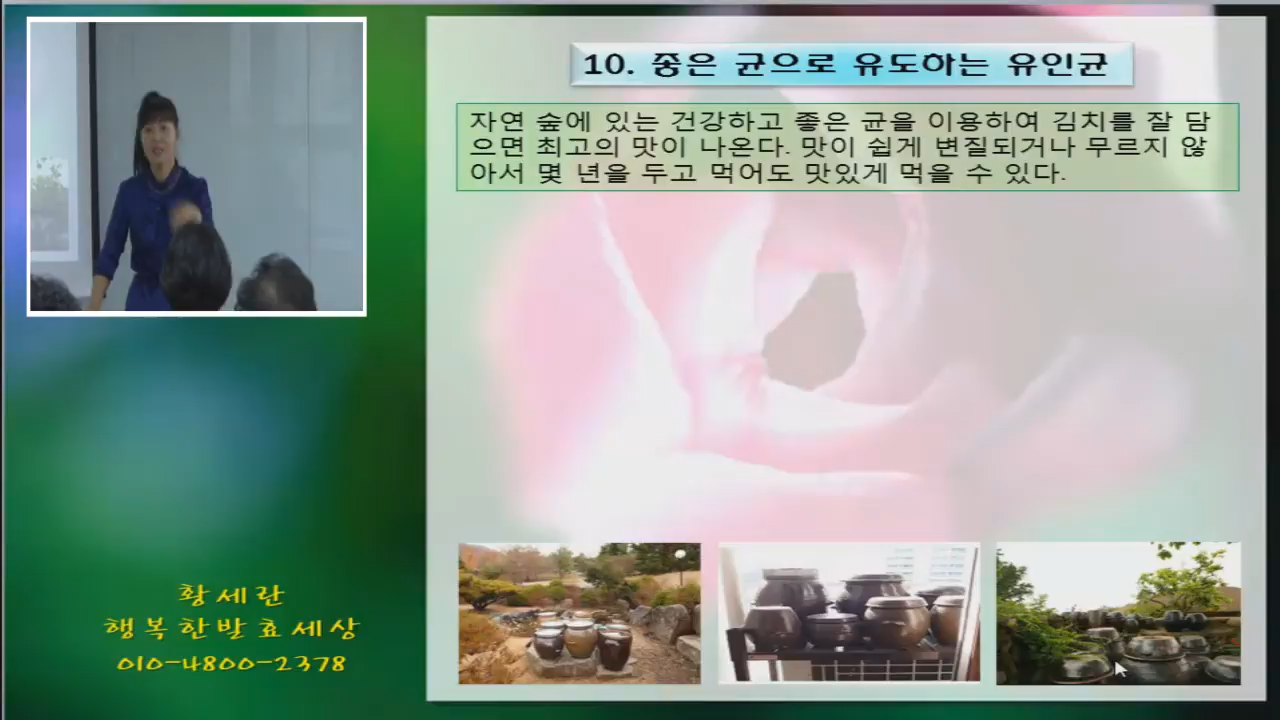 10. 좋은 균으로 유도하는 유인균
자연 숲에 있는 건강하고 좋은 균을 이용하여 김치를 잘 담
으면 최고의 맛이 나온다. 맛이 쉽게 변질되거나 무르지 않
아서 몇 년을 두고 먹어도 맛있게 먹을 수 있다.
황세란
행복한발효세상
010-4800-2378